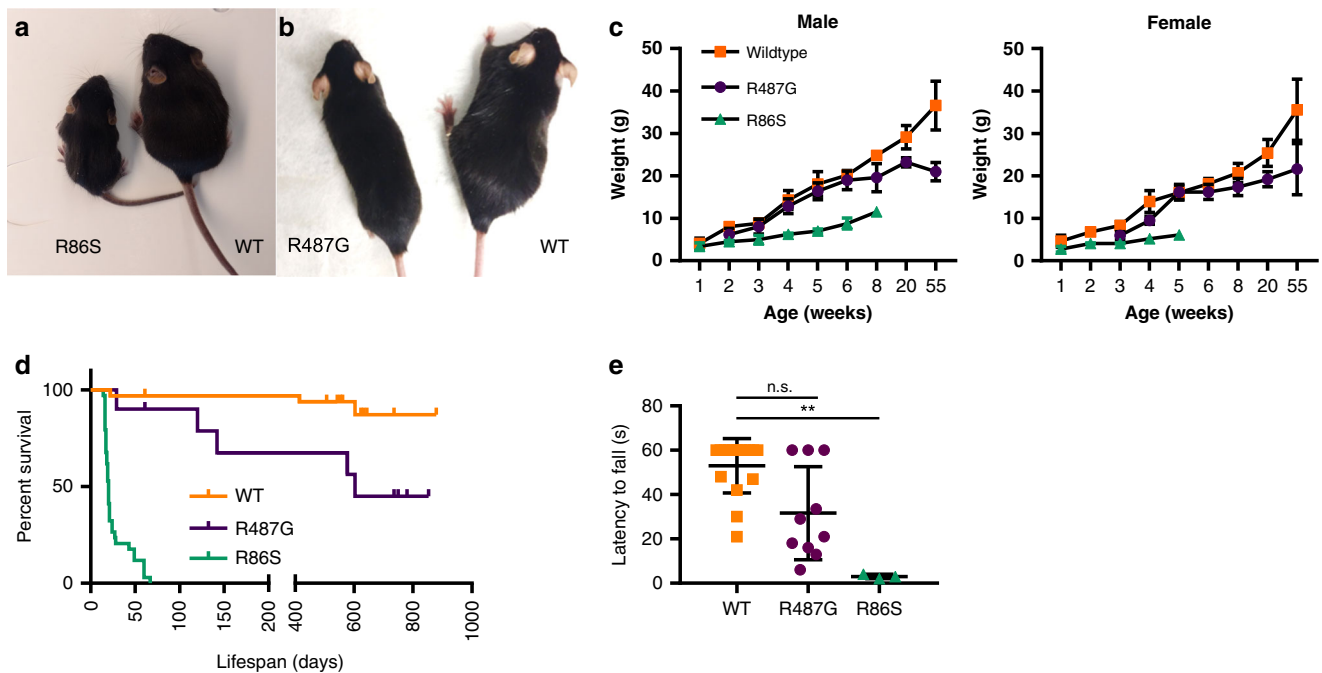 a
R86S
WT
b
R487G
WT
c
Male
Weight (g)
50
40
30
20
10
0
Wildtype
R487G
R86S
1 2 3 4 5 6 8 20 55
Age (weeks)
Female
Weight (g)
50
40
30
20
10
0
1 2 3 4 5 6 8 20 55
Age (weeks)
d
Percent survival
100
50
0
WT
R487G
R86S
0 50 100 150 200 400 600 800 1000
Lifespan (days)
e
Latency to fall (s)
80
60
40
20
0
n.s.
**
WT R487G R86S